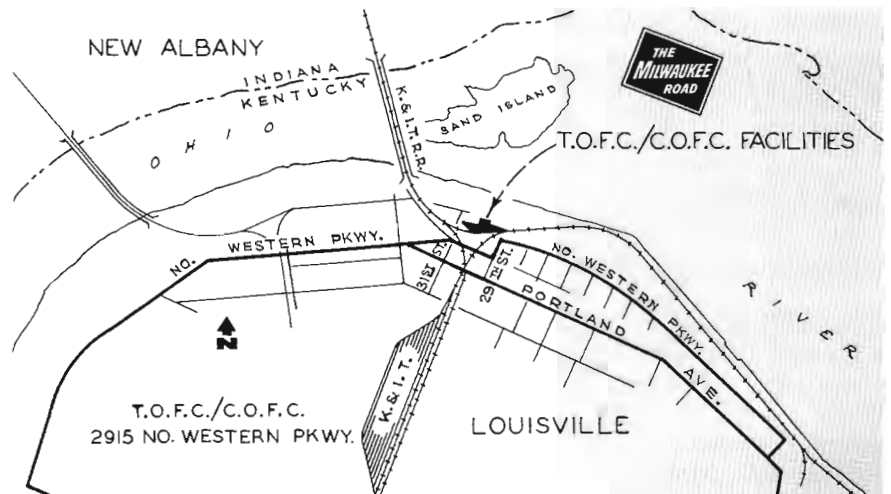 NEW ALBANY
INDIANA
KENTUCKY
OHIO
K. & I. T. R.R.
SAND ISLAND
THE
MILWAUKEE
ROAD
T.O.F.C./C.O.F.C. FACILITIES
NO. WESTERN PKWY.
31ST ST.
29TH ST.
NO. WESTERN PKWY.
PORTLAND AVE.
RIVER
N
K. & I. T.
T.O.F.C./C.O.F.C.
2915 NO. WESTERN PKWY.
LOUISVILLE